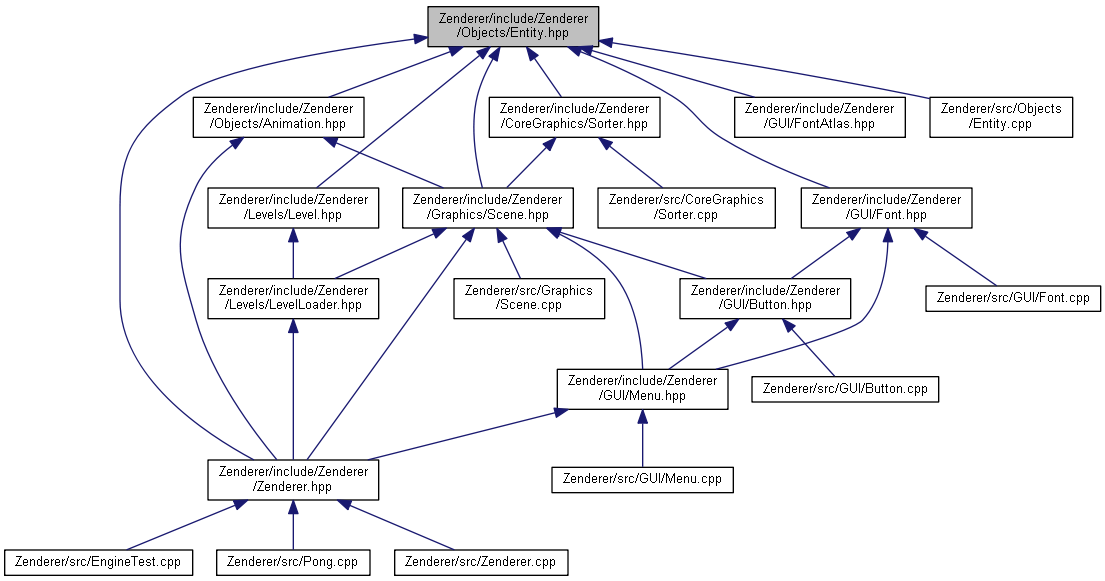 Zenderer/include/Zenderer
/Objects/Entity.hpp
Zenderer/include/Zenderer
/Objects/Animation.hpp
Zenderer/include/Zenderer
/CoreGraphics/Sorter.hpp
Zenderer/include/Zenderer
/GUI/FontAtlas.hpp
Zenderer/src/Objects
/Entity.cpp
Zenderer/include/Zenderer
/Levels/Level.hpp
Zenderer/include/Zenderer
/Graphics/Scene.hpp
Zenderer/src/CoreGraphics
/Sorter.cpp
Zenderer/include/Zenderer
/GUI/Font.hpp
Zenderer/include/Zenderer
/Levels/LevelLoader.hpp
Zenderer/src/Graphics
/Scene.cpp
Zenderer/include/Zenderer
/GUI/Button.hpp
Zenderer/src/GUI/Font.cpp
Zenderer/include/Zenderer
/GUI/Menu.hpp
Zenderer/src/GUI/Button.cpp
Zenderer/include/Zenderer
/Zenderer.hpp
Zenderer/src/GUI/Menu.cpp
Zenderer/src/EngineTest.cpp
Zenderer/src/Pong.cpp
Zenderer/src/Zenderer.cpp